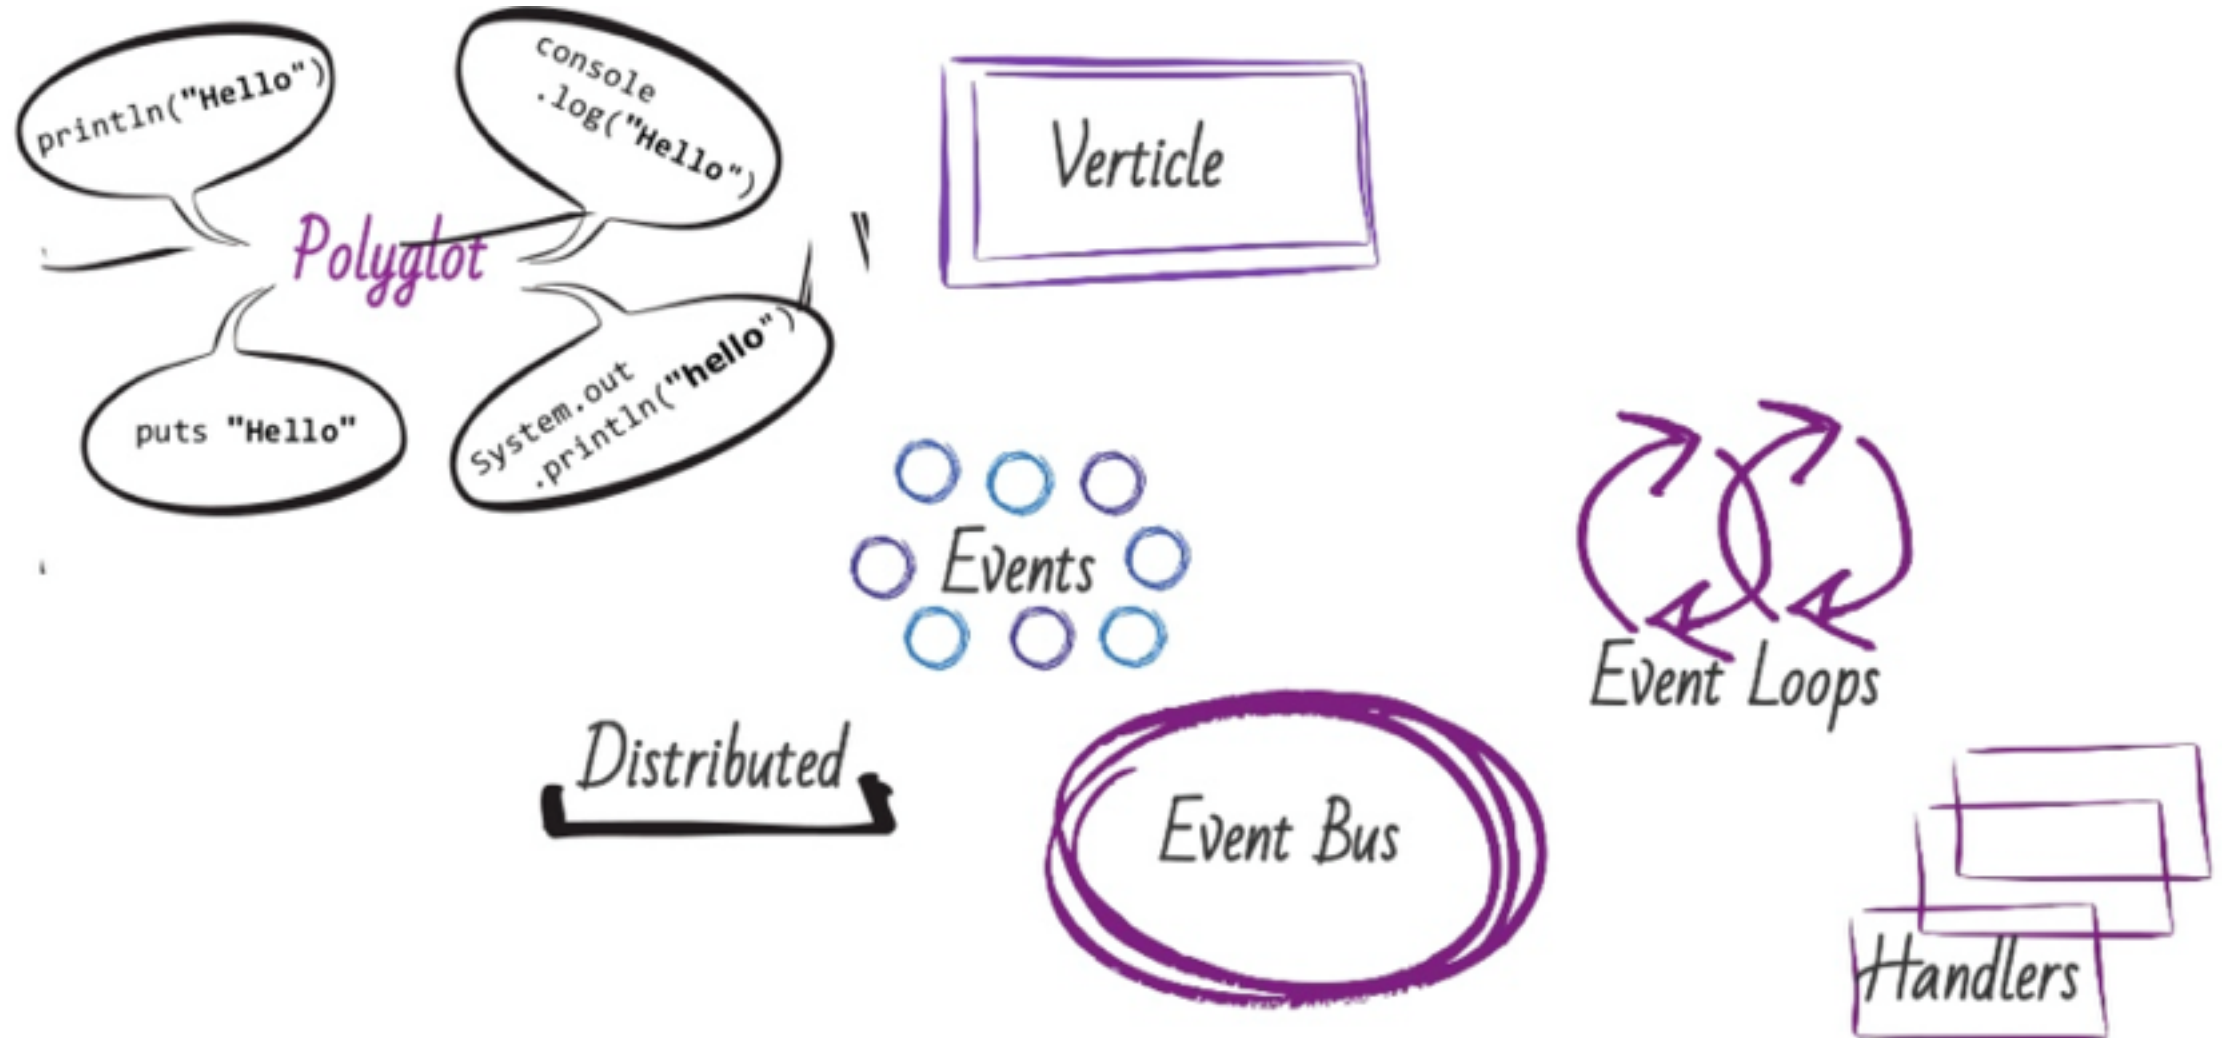 println("Hello")
console
.log("Hello")
Polyglot
puts "Hello"
System.out
.println("hello")
Verticle
Events
Event Loops
Distributed
Event Bus
Handlers